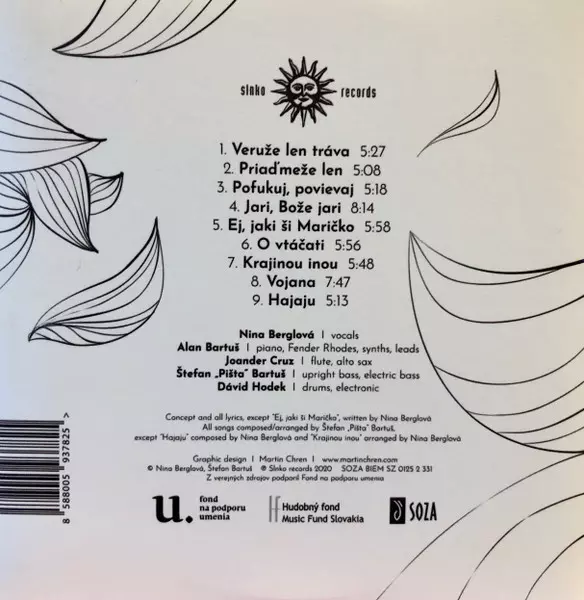 slnko records
1. Veruže len tráva 5:27
2. Priaďmeže len 5:08
3. Pofukuj, povievaj 5:18
4. Jari, Bože jari 8:14
5. Ej, jaki ši Maričko 5:58
6. O vtáčati 5:56
7. Krajinou inou 5:48
8. Vojana 7:47
9. Hajaju 5:13
Nina Berglová | vocals
Alan Bartuš | piano, Fender Rhodes, synths, leads
Joander Cruz | flute, alto sax
Štefan „Pišta" Bartuš | upright bass, electric bass
Dávid Hodek | drums, electronic
Concept and all lyrics, except "Ej, jaki ši Maričko", written by Nina Berglová
All songs composed/arranged by Štefan „Pišta" Bartuš,
except "Hajaju" composed by Nina Berglová and "Krajinou inou" arranged by Nina Berglová
Graphic design | Martin Chren | www.martinchren.com
© Nina Berglová, Štefan Bartuš ℗ Slnko records 2020 SOZA BIEM SZ 0125 2 331
Z verejných zdrojov podporil Fond na podporu umenia
8 588005 937825 >
u. fond
na podporu
umenia
Hudobný fond
Music Fund Slovakia
SOZA